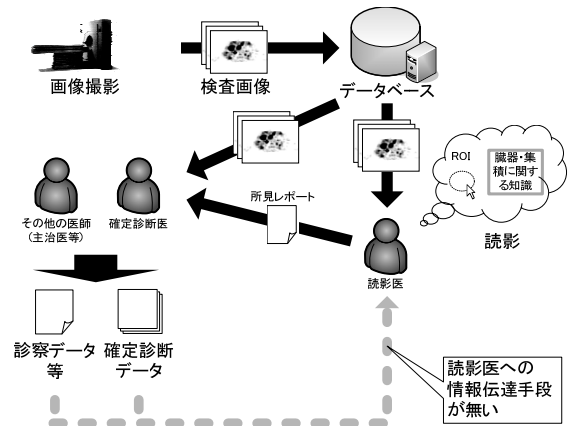 画像撮影
検査画像
データベース
ROI
臓器・集
積に関す
る知識
読影
所見レポート
その他の医師
(主治医等)
確定診断医
読影医
診察データ
等
確定診断
データ
読影医への
情報伝達手段
が無い